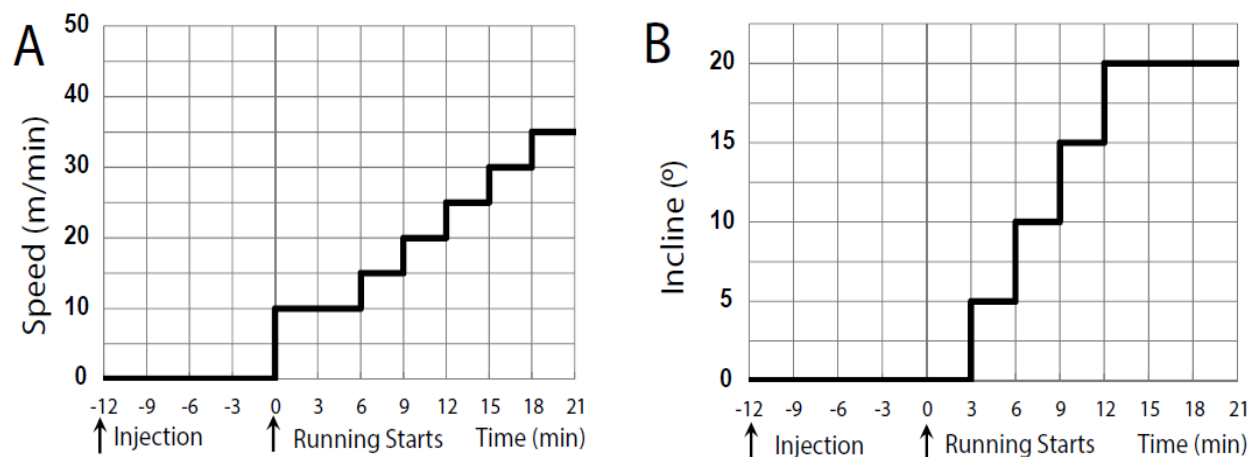 A
Speed (m/min)
50
40
30
20
10
0
-12 -9 -6 -3 0 3 6 9 12 15 18 21
Injection Running Starts Time (min)
B
Incline (º)
20
15
10
5
0
-12 -9 -6 -3 0 3 6 9 12 15 18 21
Injection Running Starts Time (min)